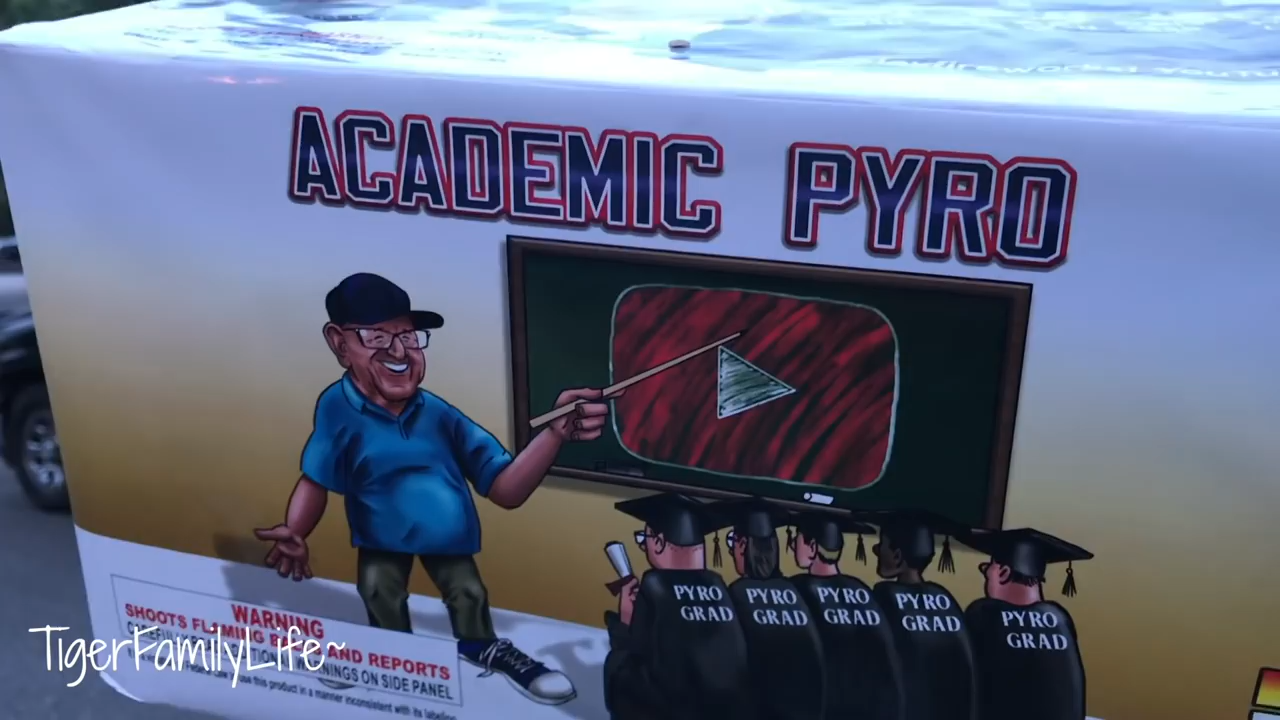 ACADEMIC PYRO
PYRO GRAD
PYRO GRAD
PYRO GRAD
PYRO GRAD
PYRO GRAD
WARNING
SHOOTS FLAMING AND REPORTS
WARNINGS ON SIDE PANEL
use this product in a manner inconsistent with its labeling
TigerFamilyLife~